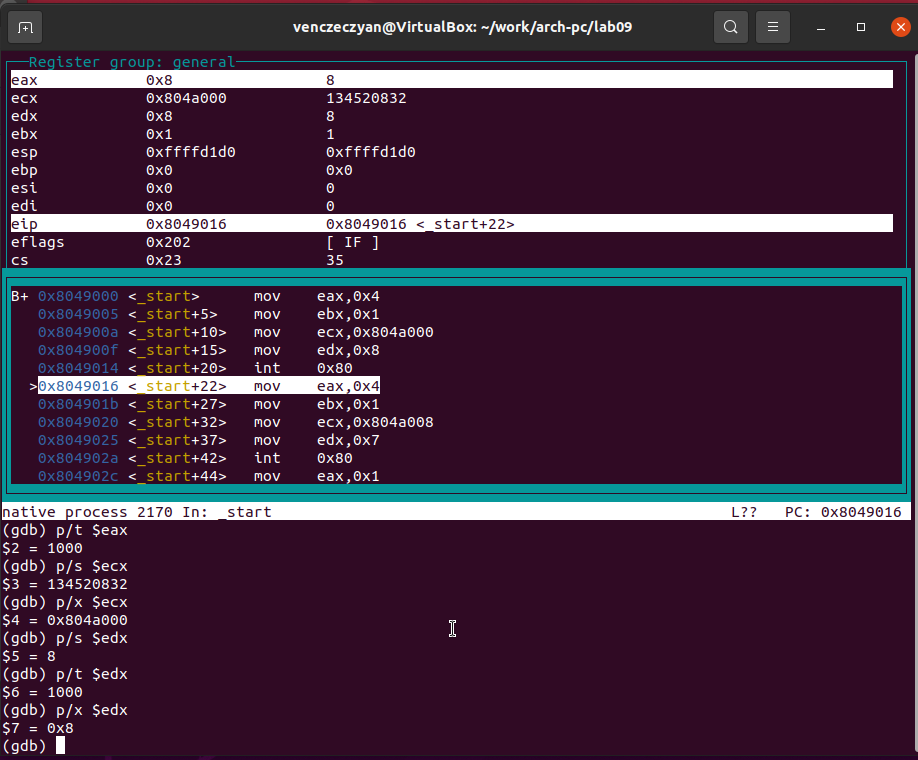 venczeczyan@VirtualBox: ~/work/arch-pc/lab09
Register group: general
eax 0x8 8
ecx 0x804a000 134520832
edx 0x8 8
ebx 0x1 1
esp 0xffffd1d0 0xffffd1d0
ebp 0x0 0x0
esi 0x0 0
edi 0x0 0
eip 0x8049016 0x8049016 <_start+22>
eflags 0x202 [ IF ]
cs 0x23 35
B+ 0x8049000 <_start> mov eax,0x4
0x8049005 <_start+5> mov ebx,0x1
0x804900a <_start+10> mov ecx,0x804a000
0x804900f <_start+15> mov edx,0x8
0x8049014 <_start+20> int 0x80
>0x8049016 <_start+22> mov eax,0x4
0x804901b <_start+27> mov ebx,0x1
0x8049020 <_start+32> mov ecx,0x804a008
0x8049025 <_start+37> mov edx,0x7
0x804902a <_start+42> int 0x80
0x804902c <_start+44> mov eax,0x1
native process 2170 In: _start L?? PC: 0x8049016
(gdb) p/t $eax
$2 = 1000
(gdb) p/s $ecx
$3 = 134520832
(gdb) p/x $ecx
$4 = 0x804a000
(gdb) p/s $edx
$5 = 8
(gdb) p/t $edx
$6 = 1000
(gdb) p/x $edx
$7 = 0x8
(gdb)